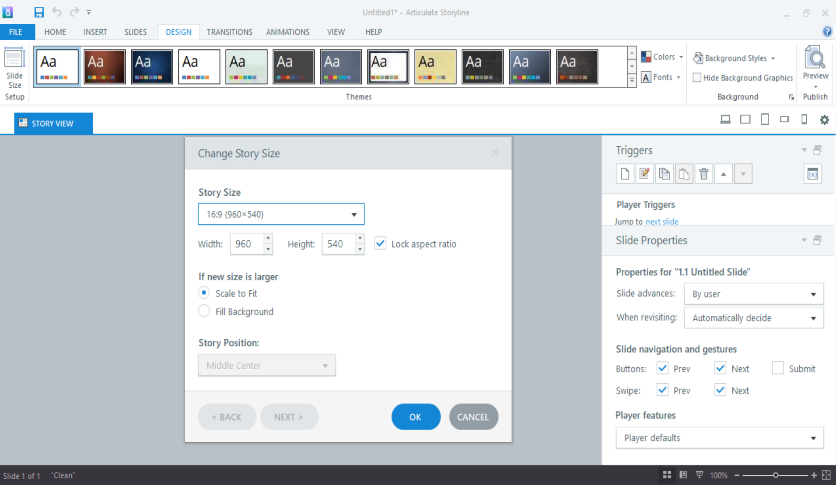 Untitled1* - Articulate Storyline
FILE HOME INSERT SLIDES DESIGN TRANSITIONS ANIMATIONS VIEW HELP
Slide Size
Aa Aa Aa Aa Aa Aa Aa Aa Aa Aa Aa Aa
Colors
Fonts
Background Styles
Hide Background Graphics
Preview
Setup Themes Background Publish
STORY VIEW
Change Story Size
Story Size
16:9 (960×540)
Width: 960 Height: 540 Lock aspect ratio
If new size is larger
Scale to Fit
Fill Background
Story Position:
Middle Center
< BACK NEXT > OK CANCEL
Triggers
Player Triggers
Jump to next slide
Slide Properties
Properties for "1.1 Untitled Slide"
Slide advances: By user
When revisiting: Automatically decide
Slide navigation and gestures
Buttons: Prev Next Submit
Swipe: Prev Next
Player features
Player defaults
Slide 1 of 1 "Clean" 100%